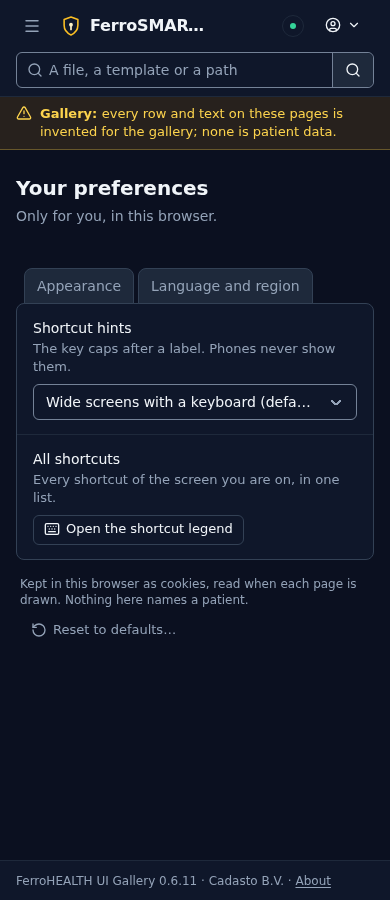 FerroSMAR…
A file, a template or a path
Gallery: every row and text on these pages is
invented for the gallery; none is patient data.
Your preferences
Only for you, in this browser.
Appearance
Language and region
Shortcut hints
The key caps after a label. Phones never show
them.
Wide screens with a keyboard (defa…
All shortcuts
Every shortcut of the screen you are on, in one
list.
Open the shortcut legend
Kept in this browser as cookies, read when each page is
drawn. Nothing here names a patient.
Reset to defaults…
FerroHEALTH UI Gallery 0.6.11 · Cadasto B.V. · About